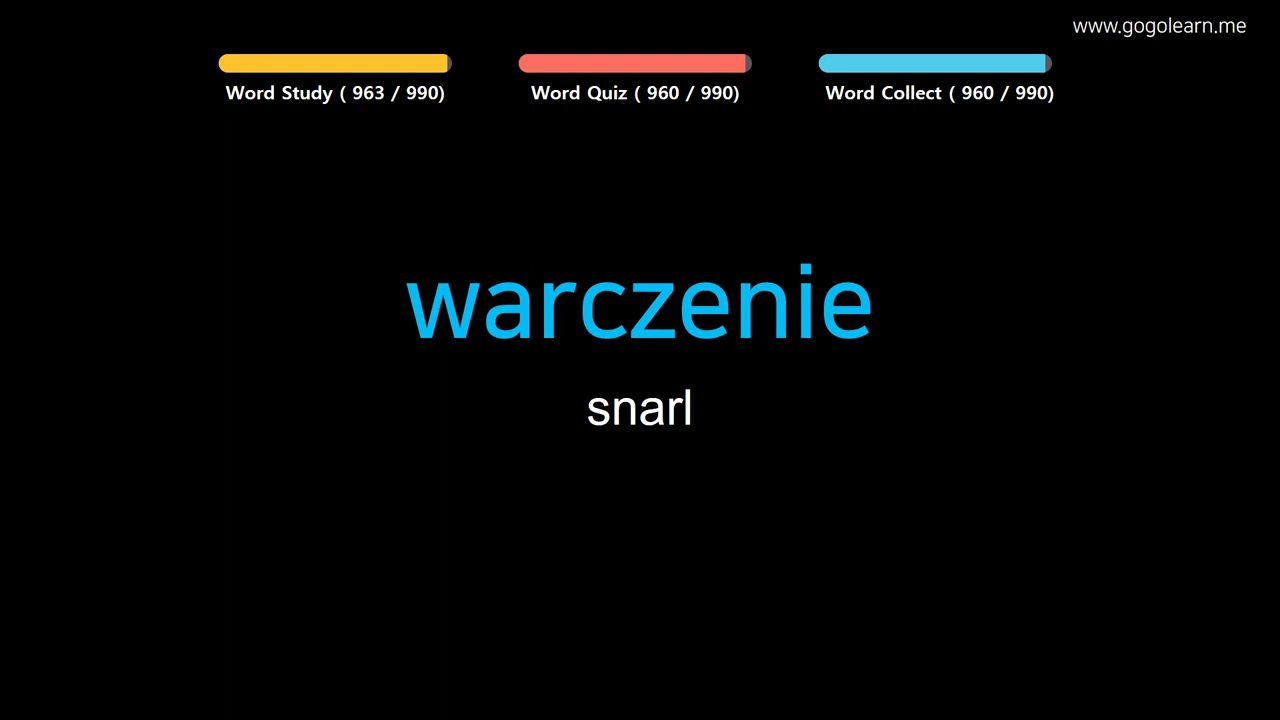 www.gogolearn.me
Word Study ( 963 / 990)
Word Quiz ( 960 / 990)
Word Collect ( 960 / 990)
warczenie
snarl